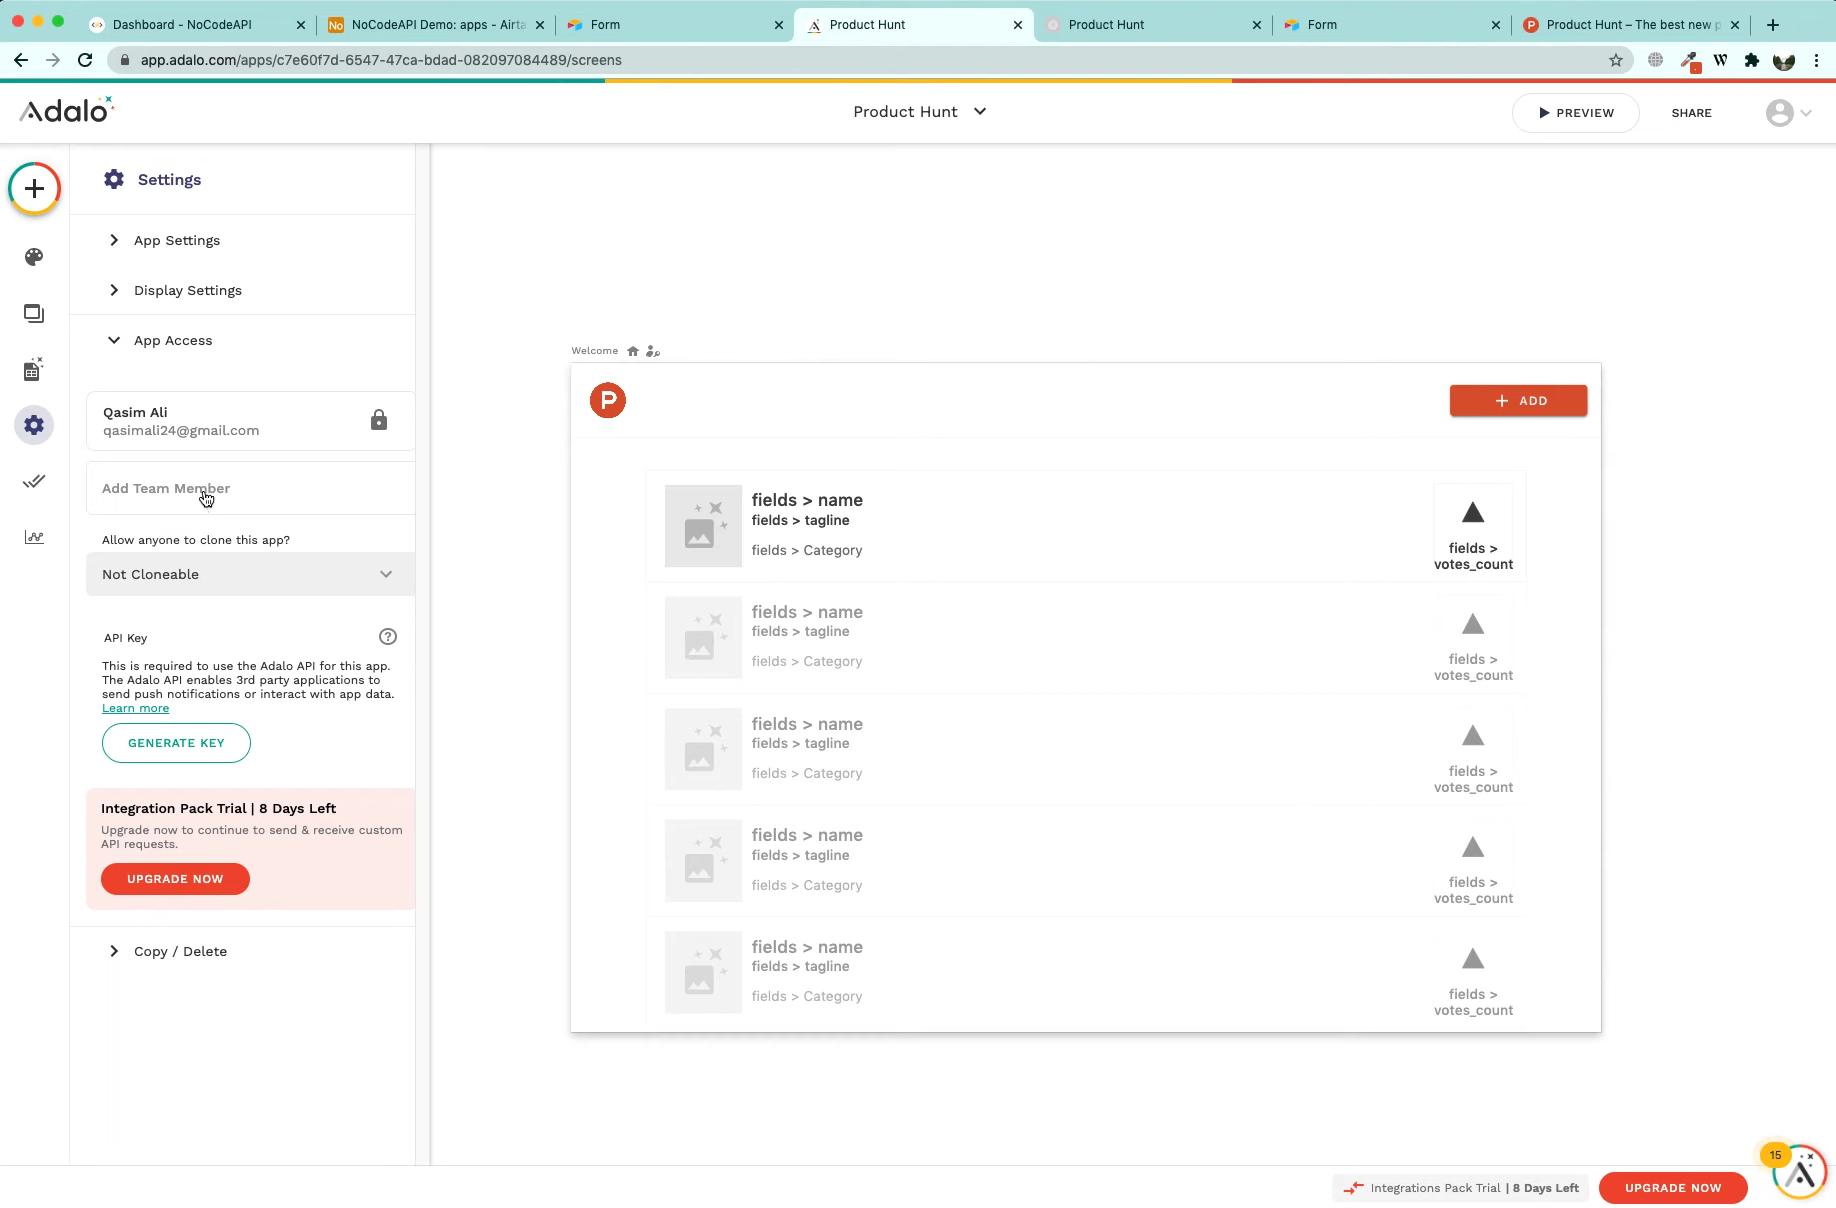 Dashboard - NoCodeAPI
NoCodeAPI Demo: apps - Airta
Form
Product Hunt
Product Hunt
Form
Product Hunt – The best new p
app.adalo.com/apps/c7e60f7d-6547-47ca-bdad-082097084489/screens
Adalo
Product Hunt
PREVIEW
SHARE
Settings
App Settings
Display Settings
App Access
Qasim Ali
qasimali24@gmail.com
Add Team Member
Allow anyone to clone this app?
Not Cloneable
API Key
This is required to use the Adalo API for this app.
The Adalo API enables 3rd party applications to
send push notifications or interact with app data.
Learn more
GENERATE KEY
Integration Pack Trial | 8 Days Left
Upgrade now to continue to send & receive custom
API requests.
UPGRADE NOW
Copy / Delete
Welcome
P
+ ADD
fields > name
fields > tagline
fields > Category
fields >
votes_count
fields > name
fields > tagline
fields > Category
fields >
votes_count
fields > name
fields > tagline
fields > Category
fields >
votes_count
fields > name
fields > tagline
fields > Category
fields >
votes_count
fields > name
fields > tagline
fields > Category
fields >
votes_count
15
Integrations Pack Trial | 8 Days Left
UPGRADE NOW